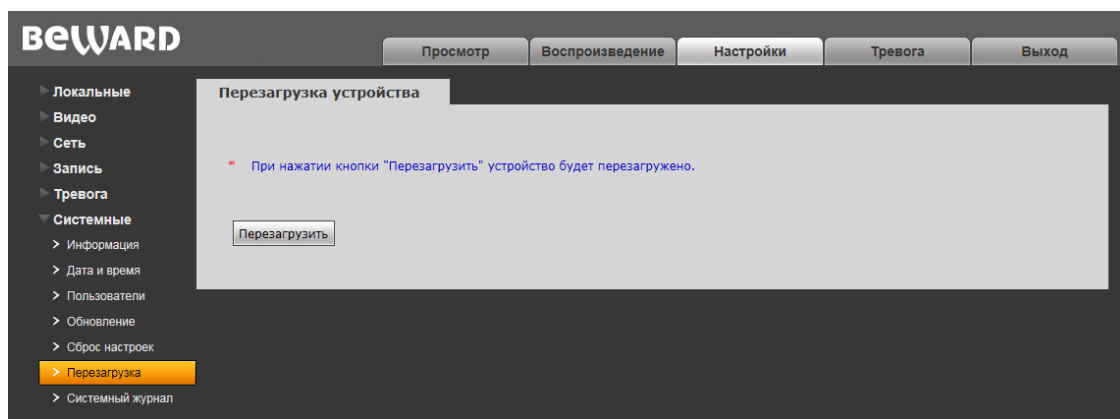 BEWARD
Просмотр Воспроизведение Настройки Тревога Выход
Локальные
Видео
Сеть
Запись
Тревога
Системные
> Информация
> Дата и время
> Пользователи
> Обновление
> Сброс настроек
> Перезагрузка
> Системный журнал
Перезагрузка устройства
* При нажатии кнопки "Перезагрузить" устройство будет перезагружено.
Перезагрузить